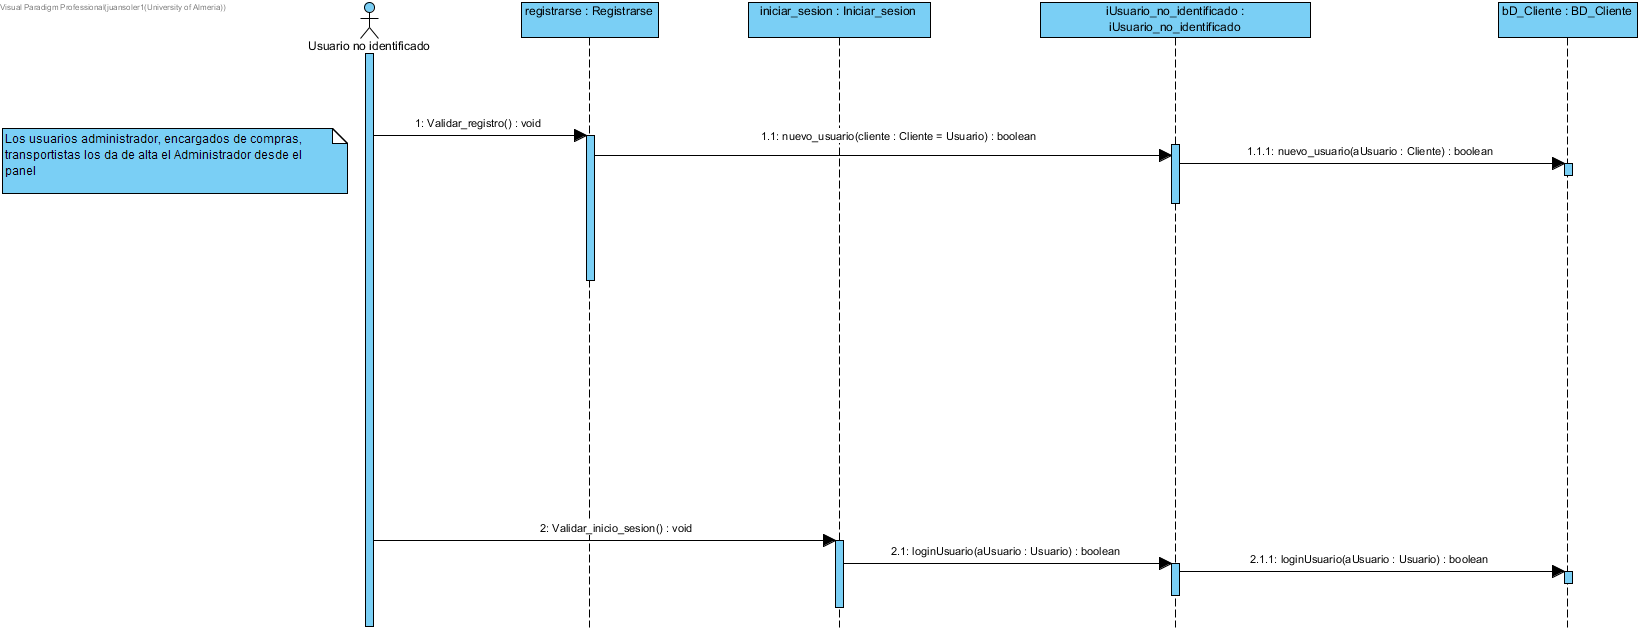 Visual Paradigm Professional(juansoler1(University of Almeria))
Usuario no identificado
registrarse : Registrarse
iniciar_sesion : Iniciar_sesion
iUsuario_no_identificado :
iUsuario_no_identificado
bD_Cliente : BD_Cliente
Los usuarios administrador, encargados de compras,
transportistas los da de alta el Administrador desde el
panel
1: Validar_registro() : void
1.1: nuevo_usuario(cliente : Cliente = Usuario) : boolean
1.1.1: nuevo_usuario(aUsuario : Cliente) : boolean
2: Validar_inicio_sesion() : void
2.1: loginUsuario(aUsuario : Usuario) : boolean
2.1.1: loginUsuario(aUsuario : Usuario) : boolean